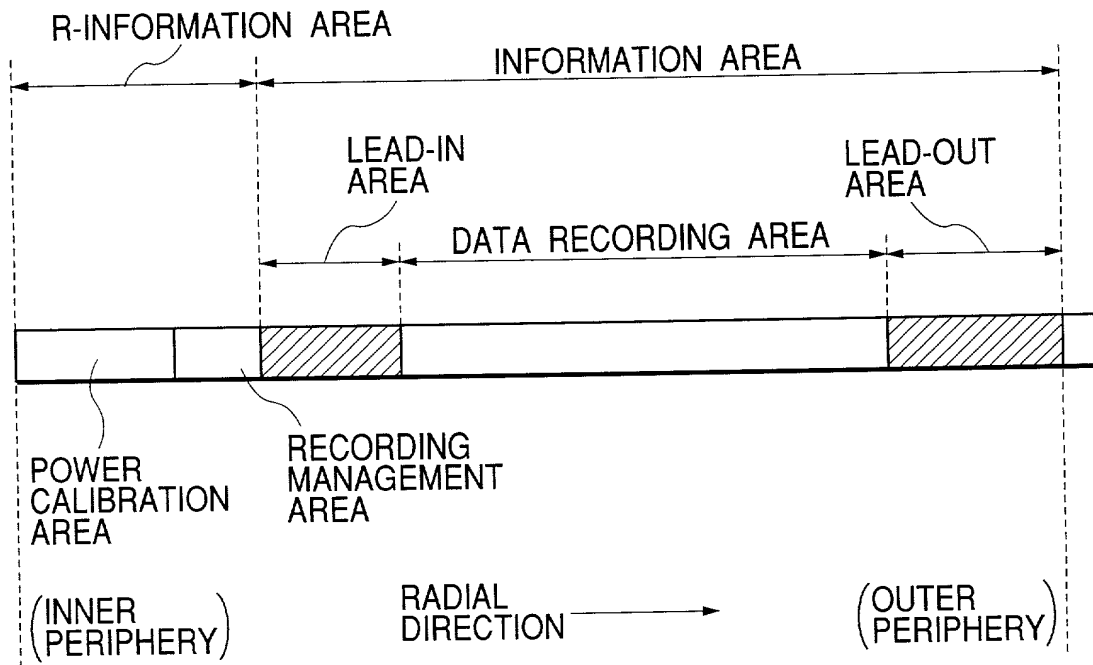 R-INFORMATION AREA
INFORMATION AREA
LEAD-IN
AREA
LEAD-OUT
AREA
DATA RECORDING AREA
POWER
CALIBRATION
AREA
RECORDING
MANAGEMENT
AREA
(INNER
PERIPHERY)
RADIAL
DIRECTION
(OUTER
PERIPHERY)